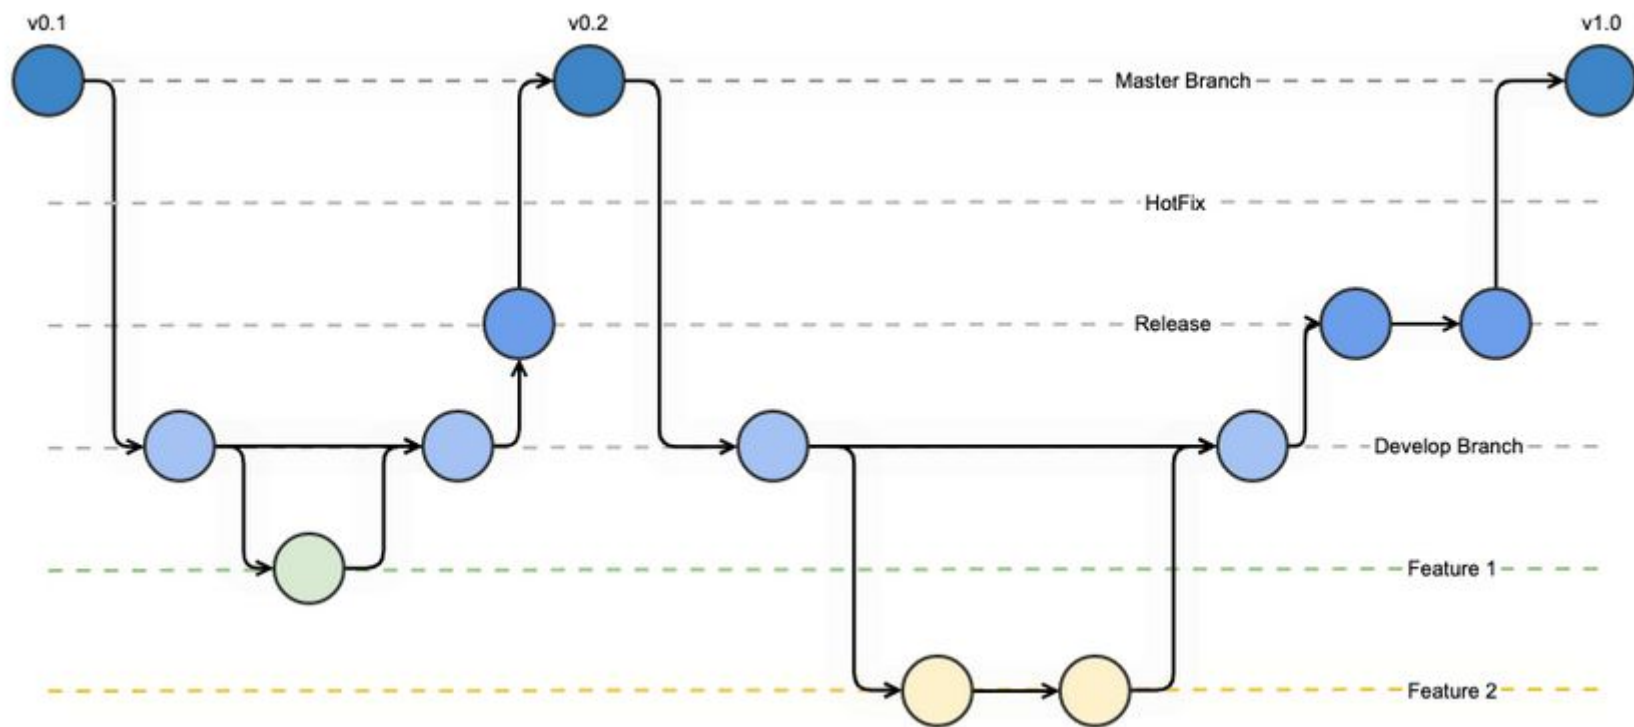 v0.1
v0.2
v1.0
Master Branch
HotFix
Release
Develop Branch
Feature 1
Feature 2